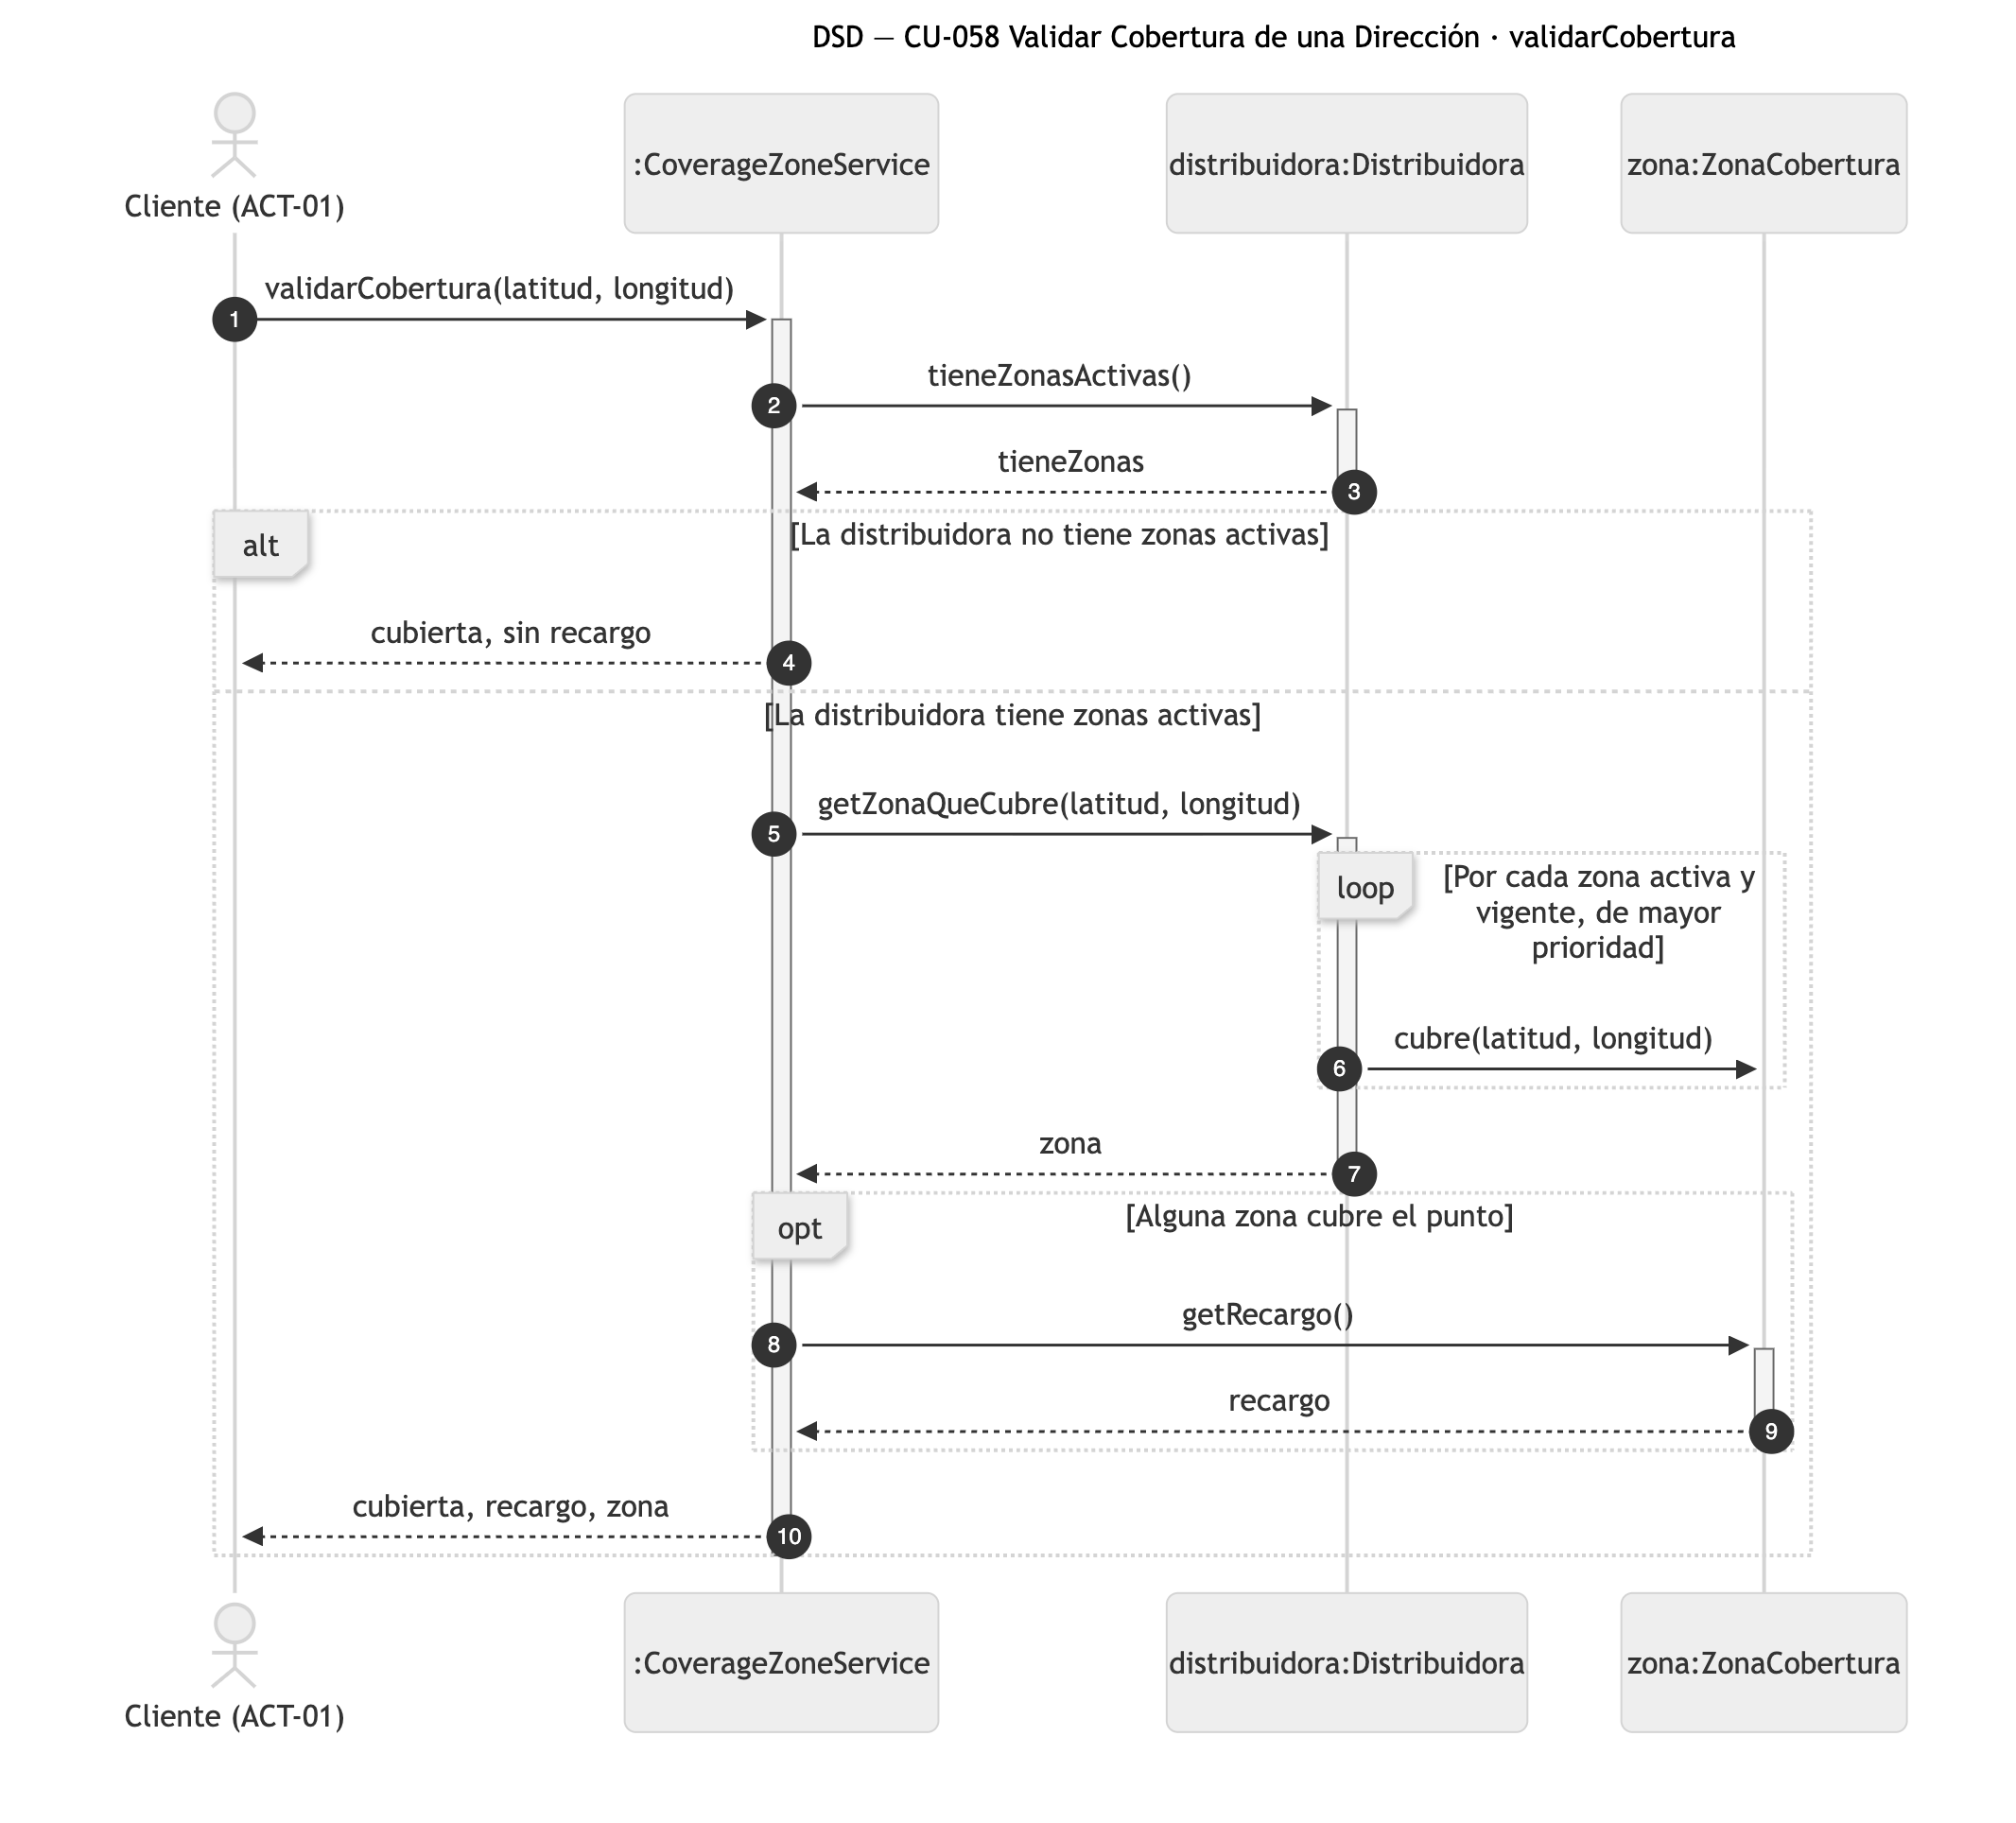 DSD — CU-058 Validar Cobertura de una Dirección · validarCobertura
Cliente (ACT-01)
:CoverageZoneService
distribuidora:Distribuidora
zona:ZonaCobertura
validarCobertura(latitud, longitud)
1
tieneZonasActivas()
2
tieneZonas
3
alt
[La distribuidora no tiene zonas activas]
cubierta, sin recargo
4
[La distribuidora tiene zonas activas]
getZonaQueCubre(latitud, longitud)
5
loop
[Por cada zona activa y
vigente, de mayor
prioridad]
cubre(latitud, longitud)
6
zona
7
opt
[Alguna zona cubre el punto]
getRecargo()
8
recargo
9
cubierta, recargo, zona
10
Cliente (ACT-01)
:CoverageZoneService
distribuidora:Distribuidora
zona:ZonaCobertura